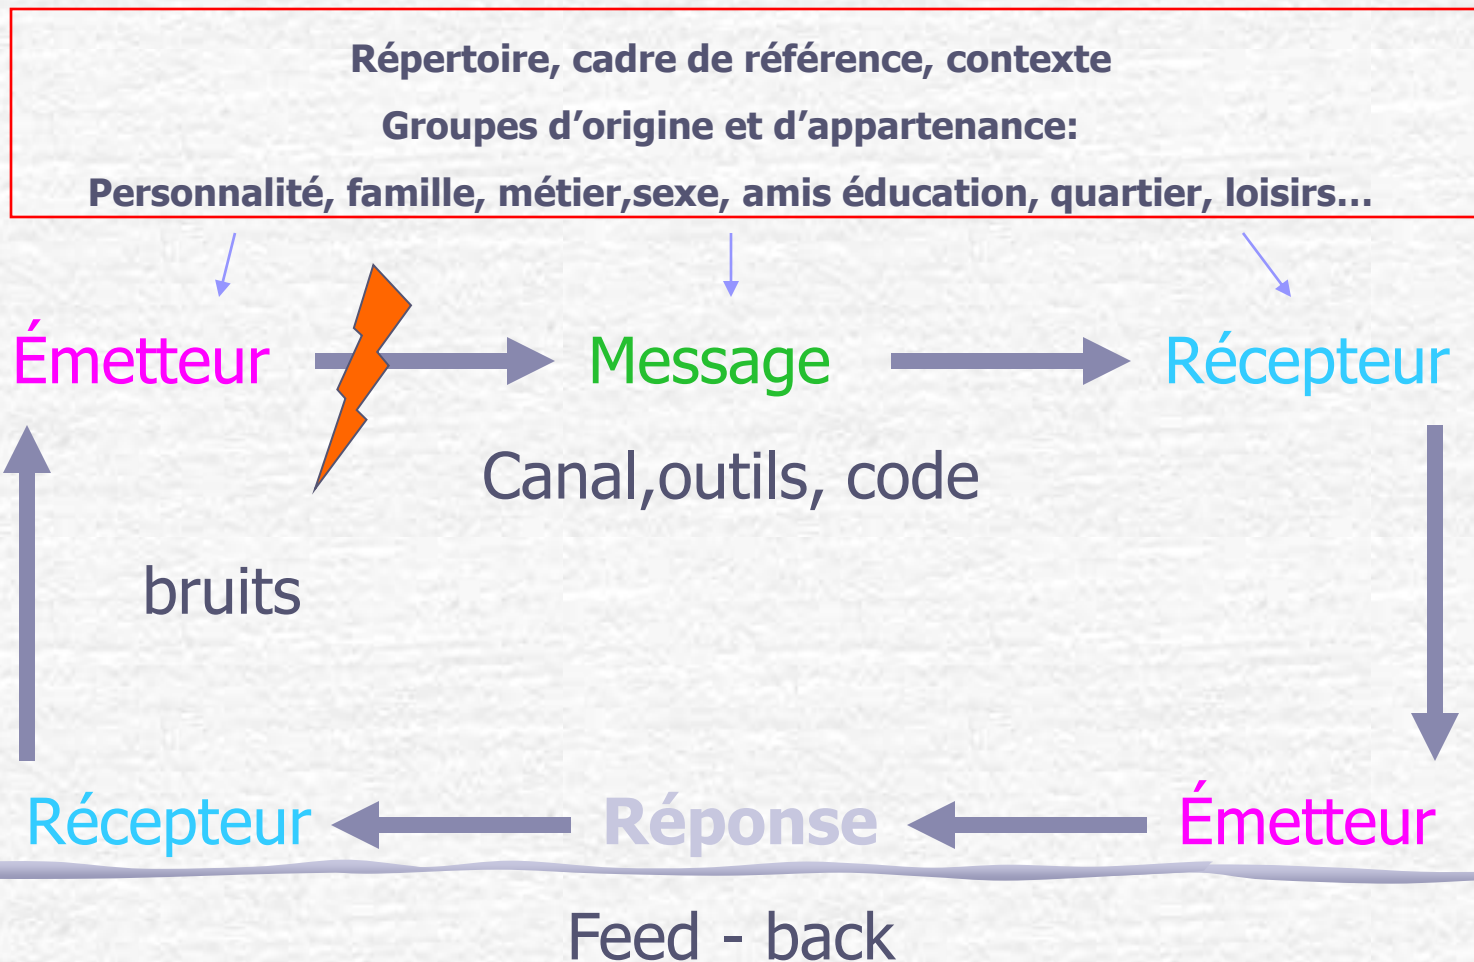 Répertoire, cadre de référence, contexte
Groupes d’origine et d’appartenance:
Personnalité, famille, métier,sexe, amis éducation, quartier, loisirs…
Émetteur Message Récepteur
Canal,outils, code
bruits
Récepteur Réponse Émetteur
Feed - back